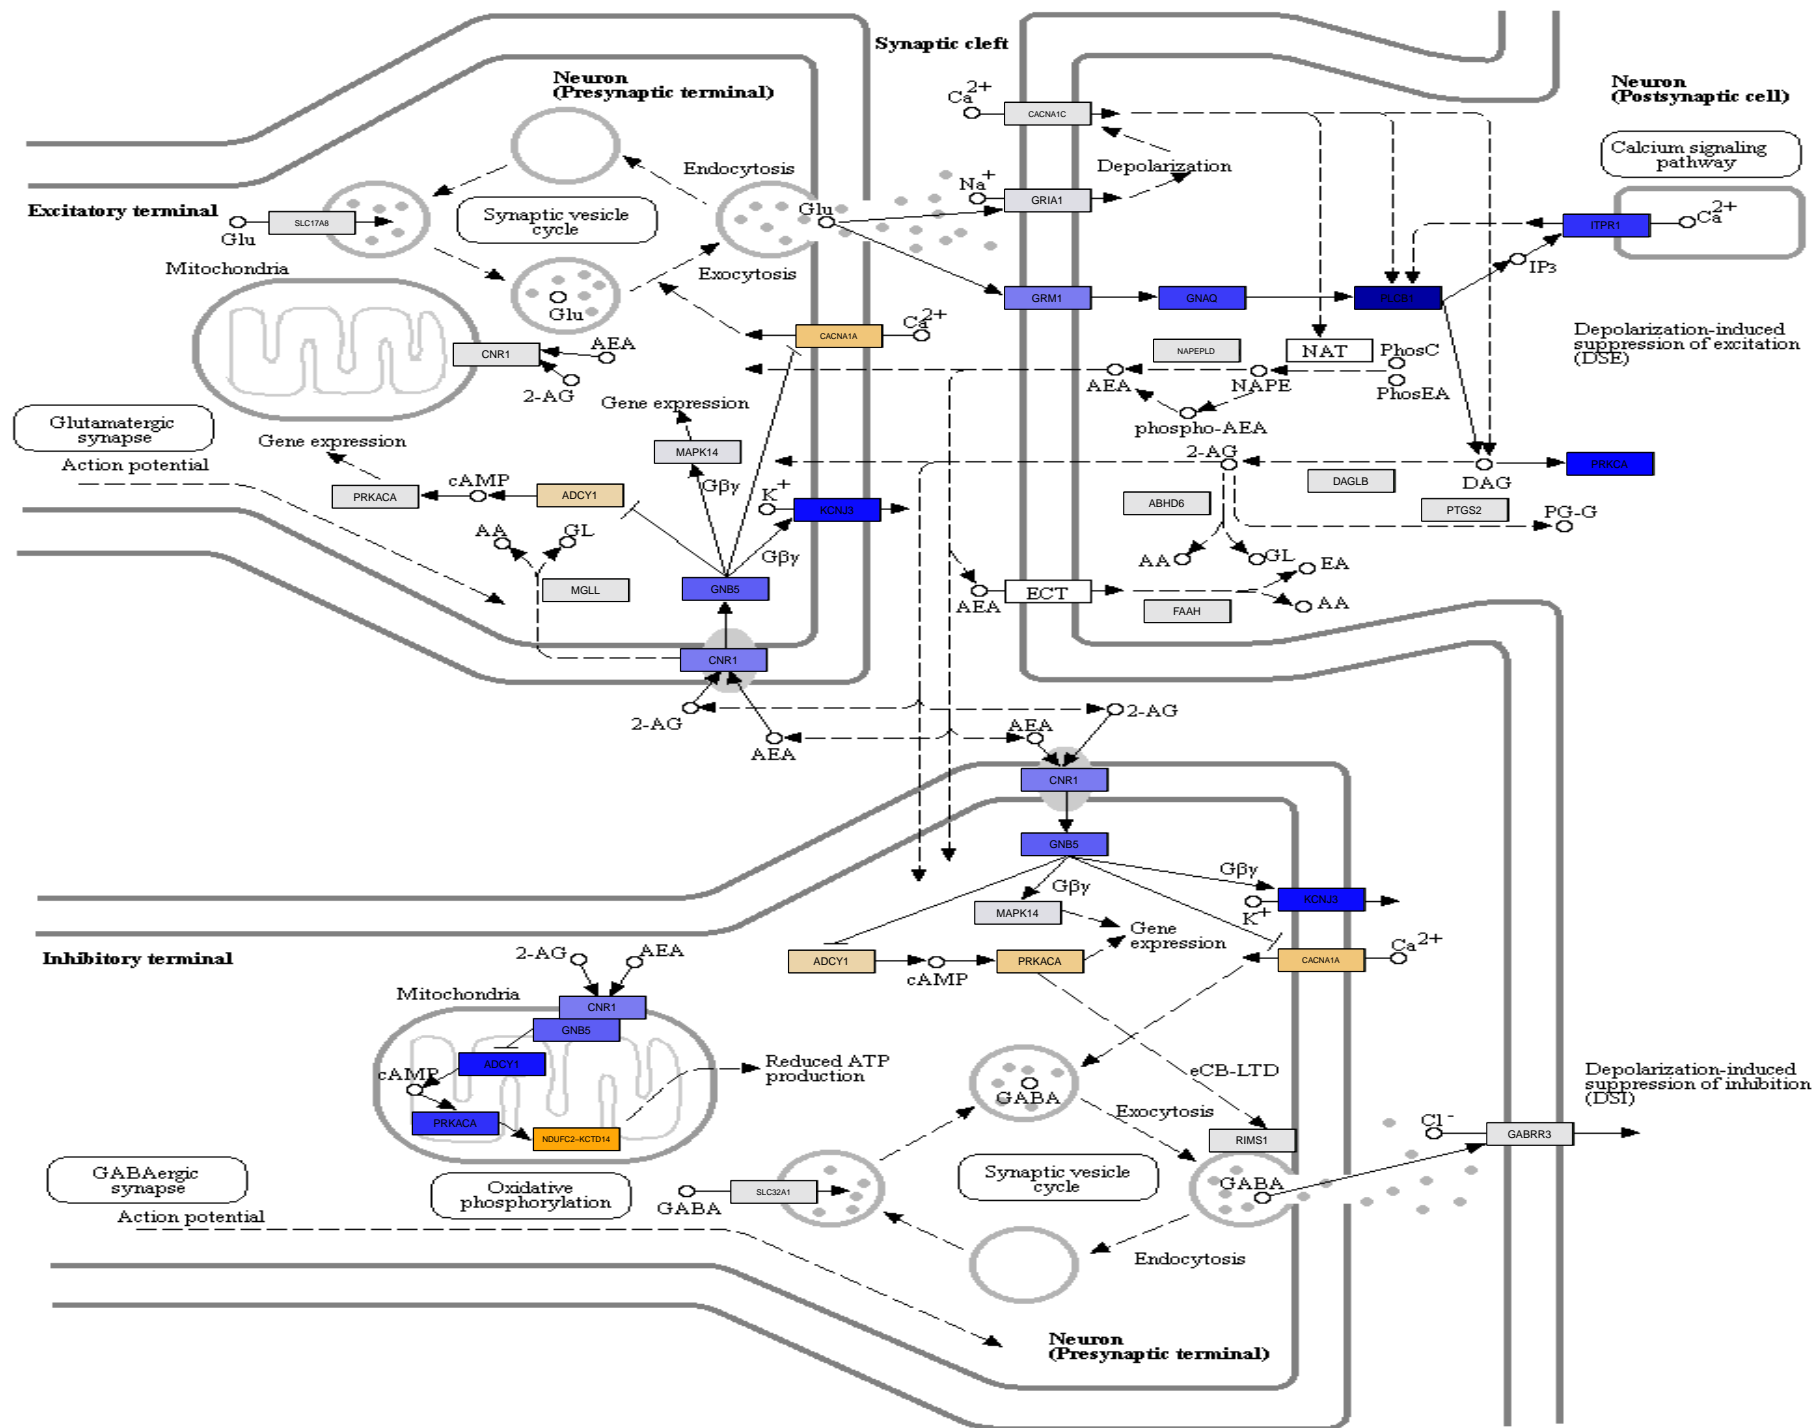 Synaptic cleft
Neuron
(Presynaptic terminal)
Neuron
(Postsynaptic cell)
Ca2+
CACNA1C
Calcium signaling
pathway
Endocytosis
Depolarization
Na+
GRIA1
Excitatory terminal
SLC17A8
Glu
Synaptic vesicle
cycle
Glu
ITPR1
Ca2+
IP3
Mitochondria
Exocytosis
Glu
GRM1
GNAQ
PLCB1
CACNA1A
Ca2+
Depolarization-induced
suppression of excitation
(DSE)
CNR1
AEA
2-AG
NAPEPLD
NAT
PhosC
AEA
NAPE
PhosEA
phospho-AEA
Gene expression
Glutamatergic
synapse
Gene expression
MAPK14
Action potential
cAMP
PRKACA
ADCY1
Gβγ
K+
KCNJ3
2-AG
DAG
PRKCA
DAGLB
ABHD6
PTGS2
PG-G
AA
GL
Gβγ
AA
GL
EA
MGLL
GNB5
AEA
ECT
FAAH
AA
CNR1
2-AG
AEA
AEA
2-AG
CNR1
GNB5
Gβγ
Gβγ
KCNJ3
K+
MAPK14
Gene
expression
Inhibitory terminal
2-AG
AEA
ADCY1
cAMP
PRKACA
CACNA1A
Ca2+
Mitochondria
CNR1
GNB5
ADCY1
cAMP
Reduced ATP
production
PRKACA
NDUFC2-KCTD14
GABA
eCB-LTD
Exocytosis
Depolarization-induced
suppression of inhibition
(DSI)
Cl-
GABRR3
RIMS1
GABAergic
synapse
Oxidative
phosphorylation
GABA
SLC32A1
Synaptic vesicle
cycle
GABA
Action potential
Endocytosis
Neuron
(Presynaptic terminal)